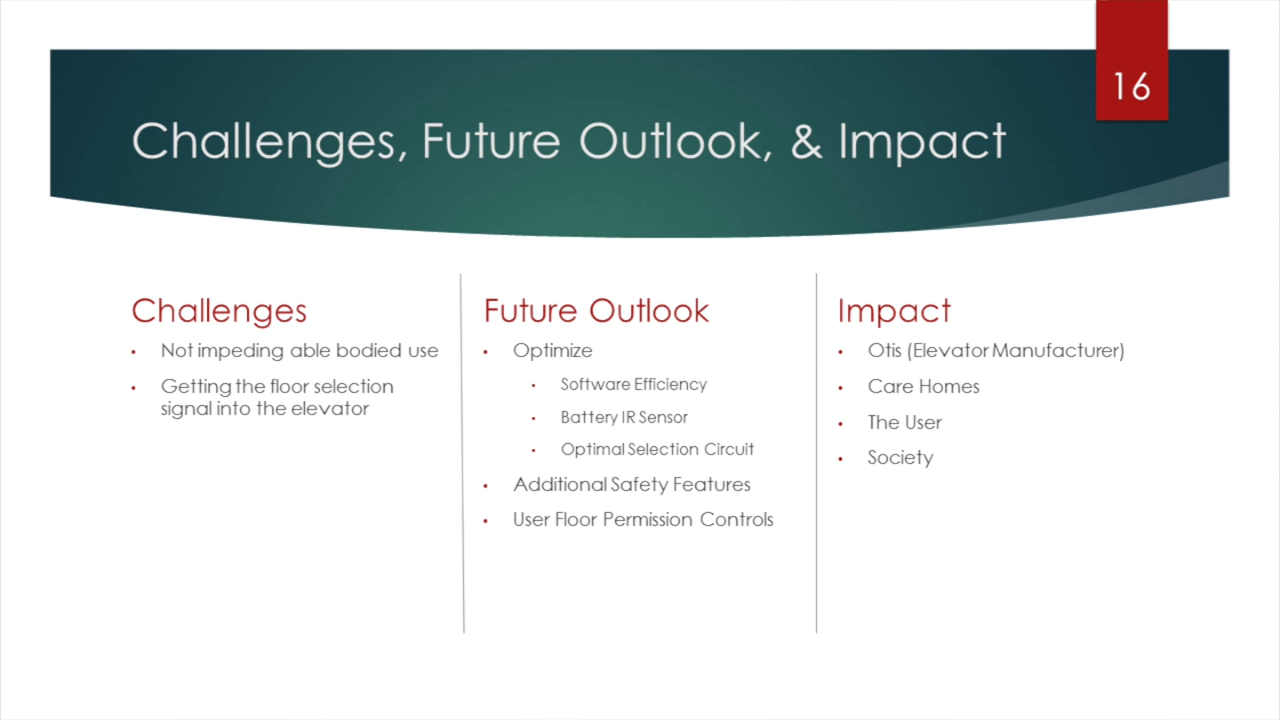 16
Challenges, Future Outlook, & Impact
Challenges
• Not impeding able bodied use
• Getting the floor selection
signal into the elevator
Future Outlook
• Optimize
• Software Efficiency
• Battery IR Sensor
• Optimal Selection Circuit
• Additional Safety Features
• User Floor Permission Controls
Impact
• Otis (Elevator Manufacturer)
• Care Homes
• The User
• Society